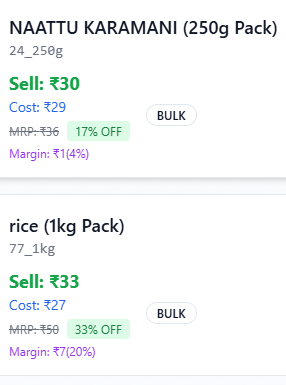 NAATTU KARAMANI (250g Pack)
24_250g
Sell: ₹30
Cost: ₹29
BULK
MRP: ₹36 17% OFF
Margin: ₹1(4%)
rice (1kg Pack)
77_1kg
Sell: ₹33
Cost: ₹27
BULK
MRP: ₹50 33% OFF
Margin: ₹7(20%)